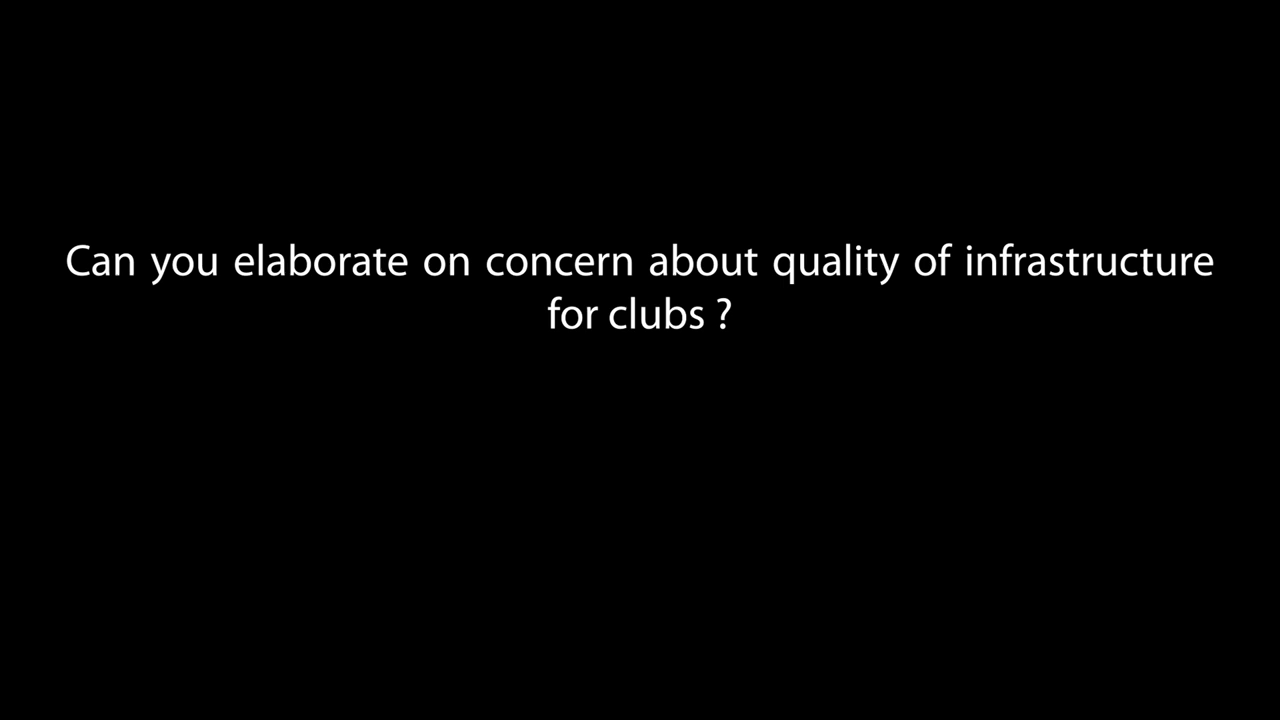 Can you elaborate on concern about quality of infrastructure
for clubs ?